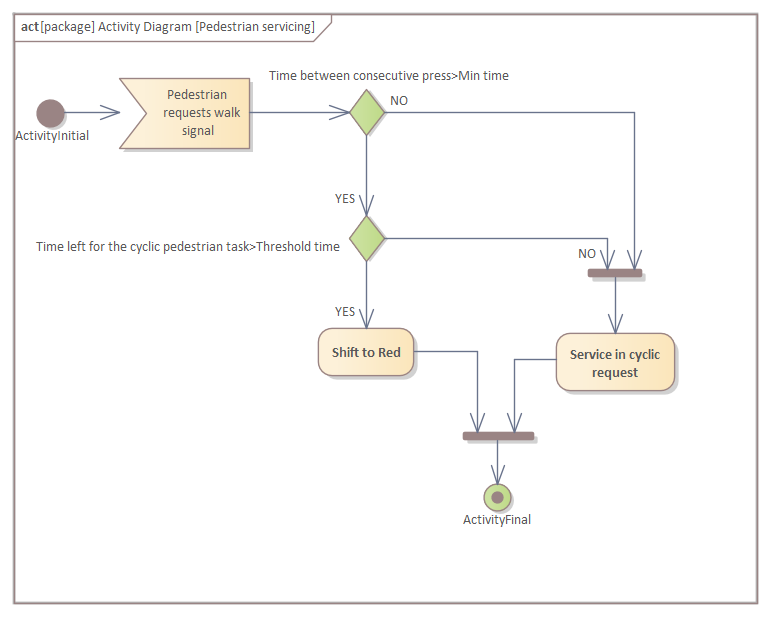 act [package] Activity Diagram [Pedestrian servicing]
Time between consecutive press>Min time
Pedestrian
requests walk
signal
NO
ActivityInitial
YES
Time left for the cyclic pedestrian task>Threshold time
NO
YES
Shift to Red
Service in cyclic
request
ActivityFinal